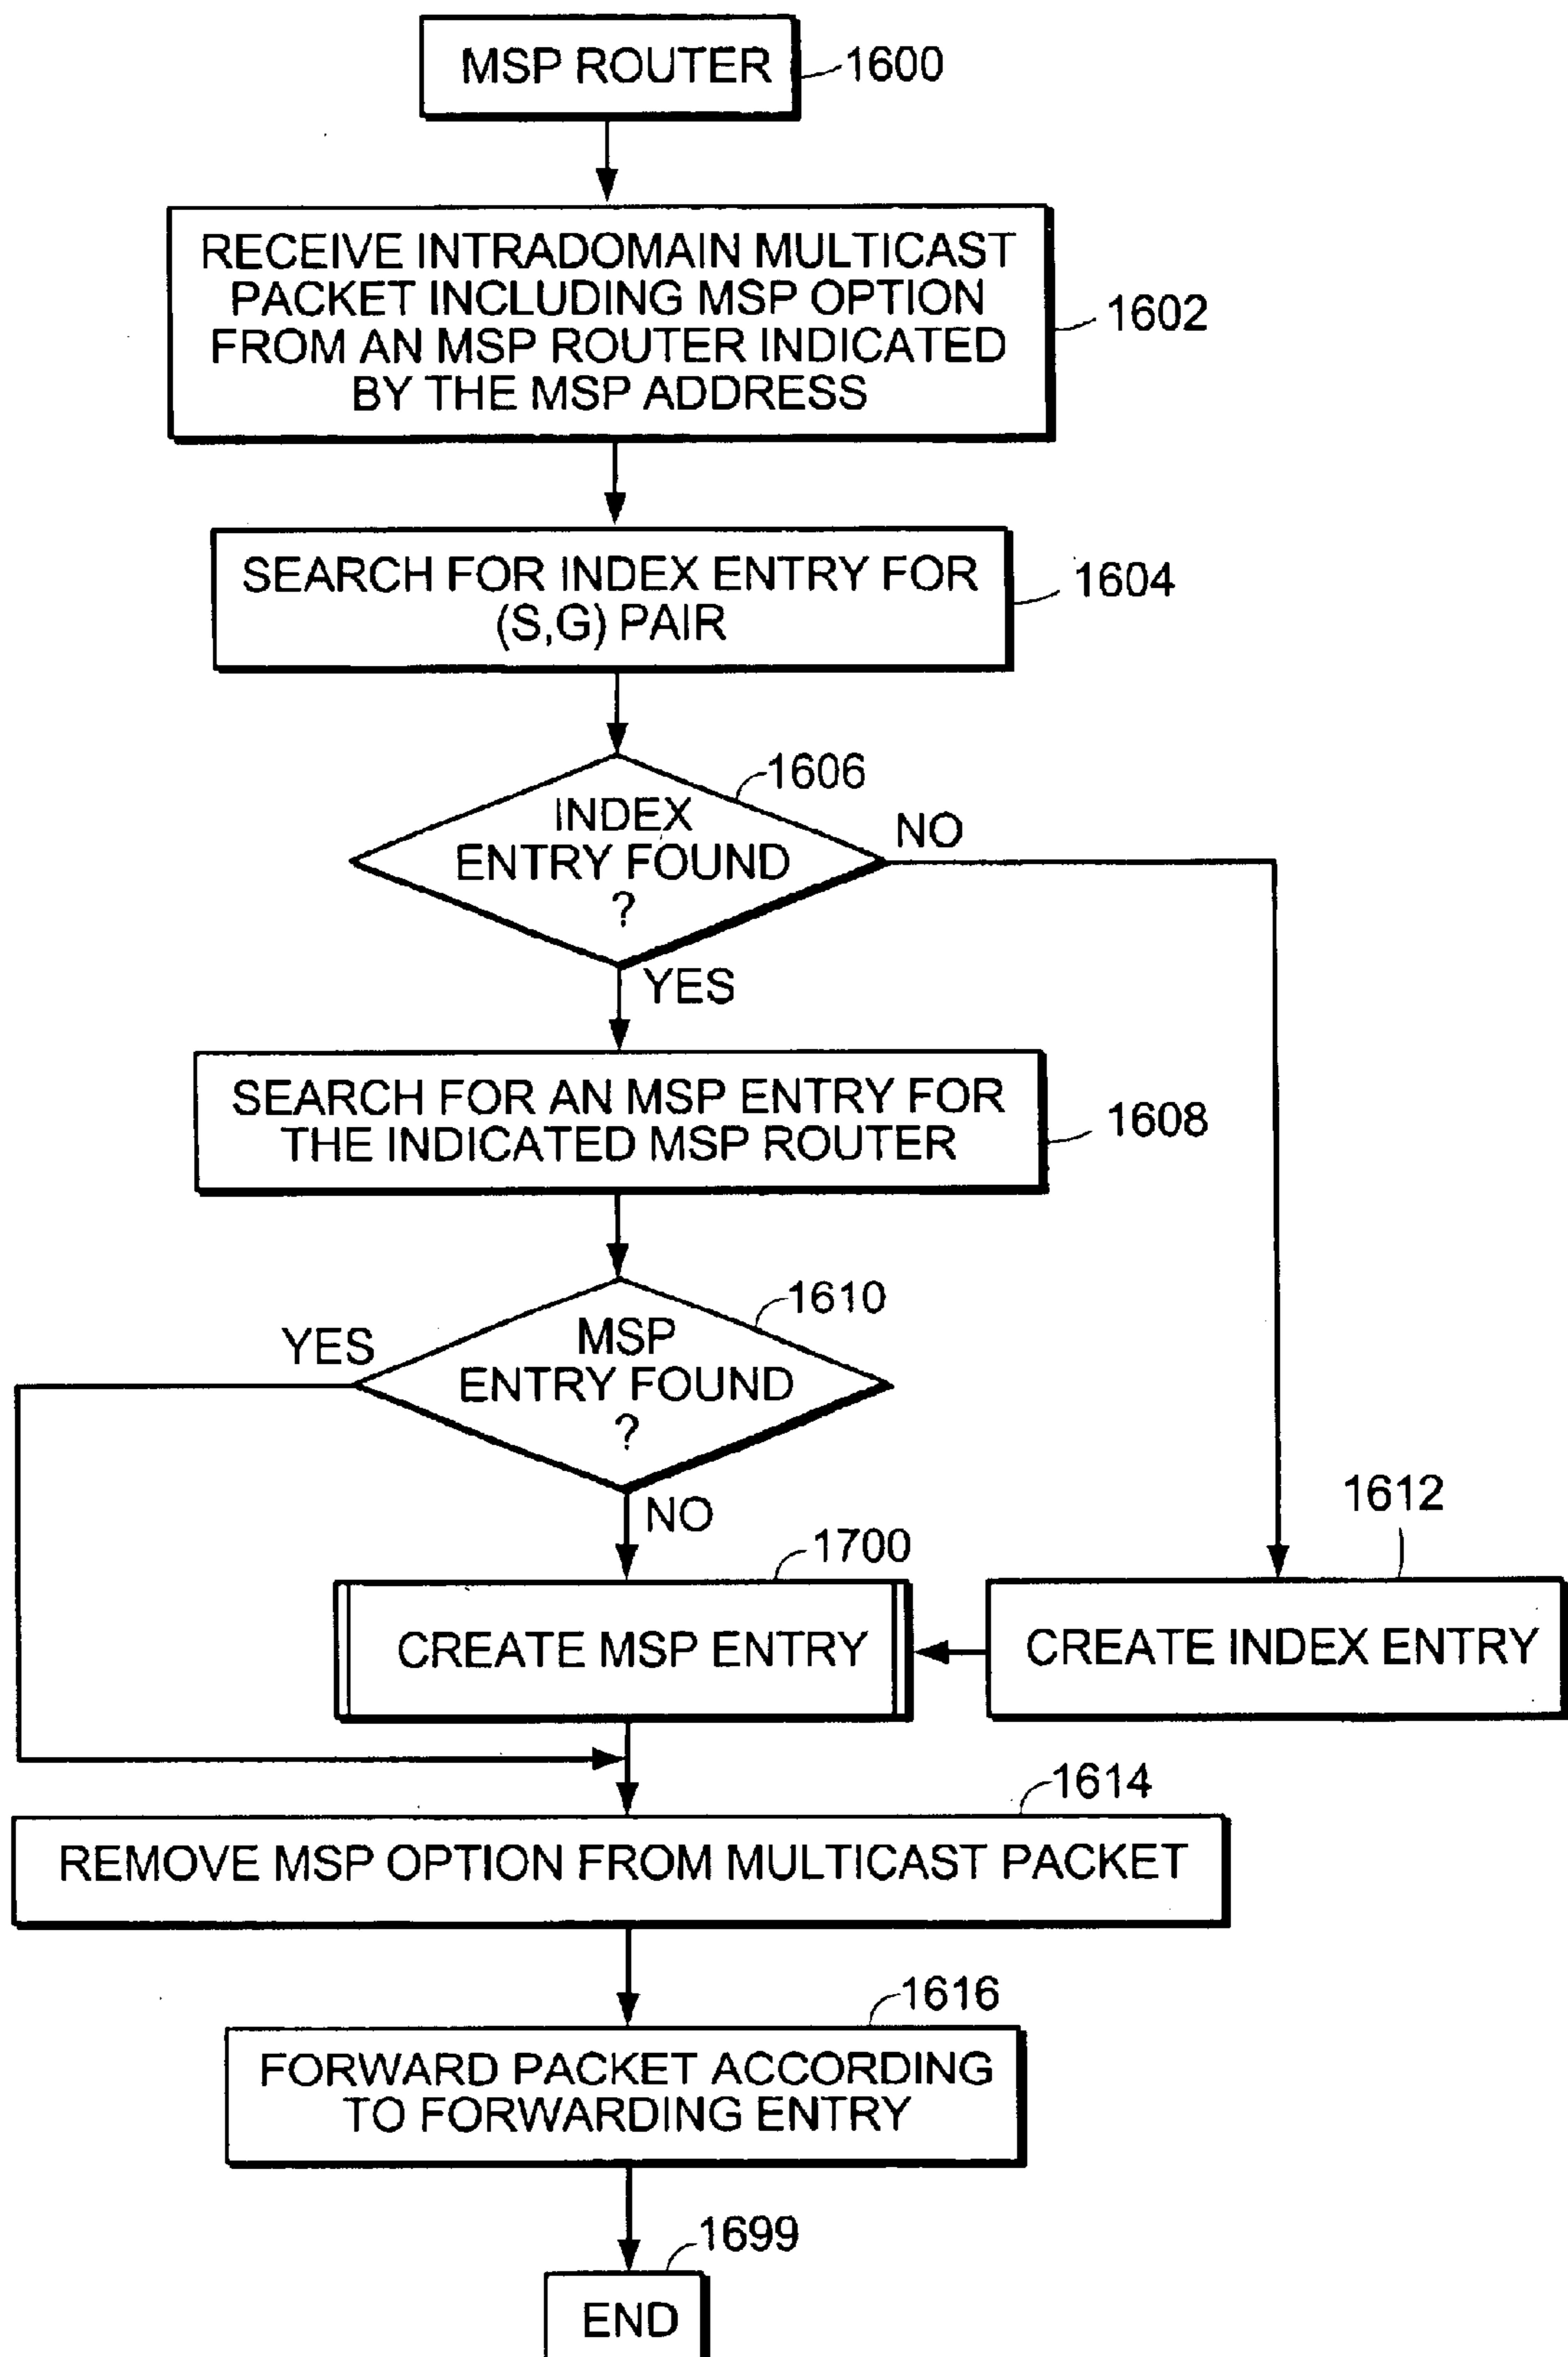 MSP ROUTER
1600
RECEIVE INTRADOMAIN MULTICAST
PACKET INCLUDING MSP OPTION
FROM AN MSP ROUTER INDICATED
BY THE MSP ADDRESS
1602
SEARCH FOR INDEX ENTRY FOR
(S,G) PAIR
1604
1606
INDEX
ENTRY FOUND
?
NO
YES
SEARCH FOR AN MSP ENTRY FOR
THE INDICATED MSP ROUTER
1608
1610
YES
MSP
ENTRY FOUND
?
NO
1612
1700
CREATE MSP ENTRY
CREATE INDEX ENTRY
1614
REMOVE MSP OPTION FROM MULTICAST PACKET
1616
FORWARD PACKET ACCORDING
TO FORWARDING ENTRY
1699
END